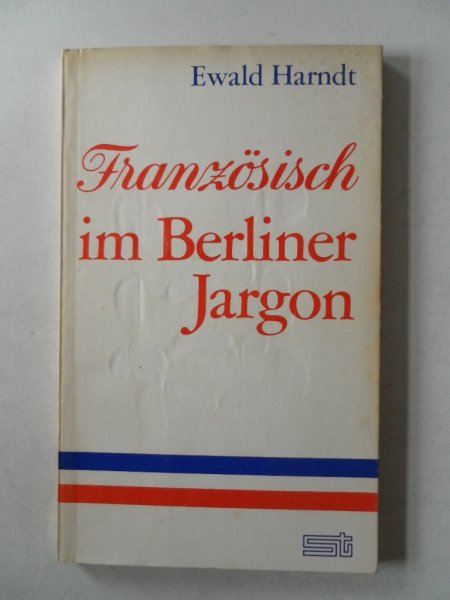 Ewald Harndt
Französisch
im Berliner
Jargon
st